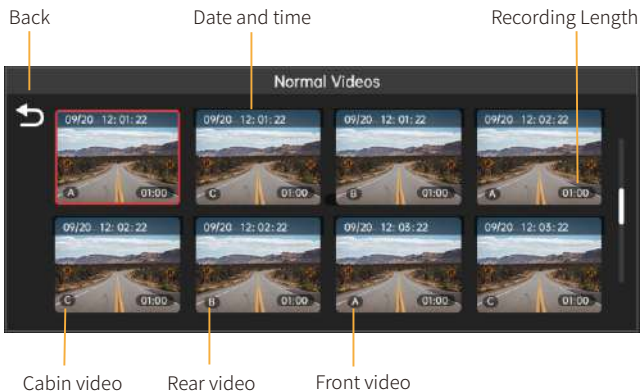 Back
Date and time
Recording Length
Normal Videos
09/20 12:01:22
09/20 12:01:22
09/20 12:01:22
09/20 12:02:22
A 01:00
C 01:00
B 01:00
A 01:00
09/20 12:02:22
09/20 12:02:22
09/20 12:03:22
09/20 12:03:22
C 01:00
B 01:00
A 01:00
C 01:00
Cabin video
Rear video
Front video